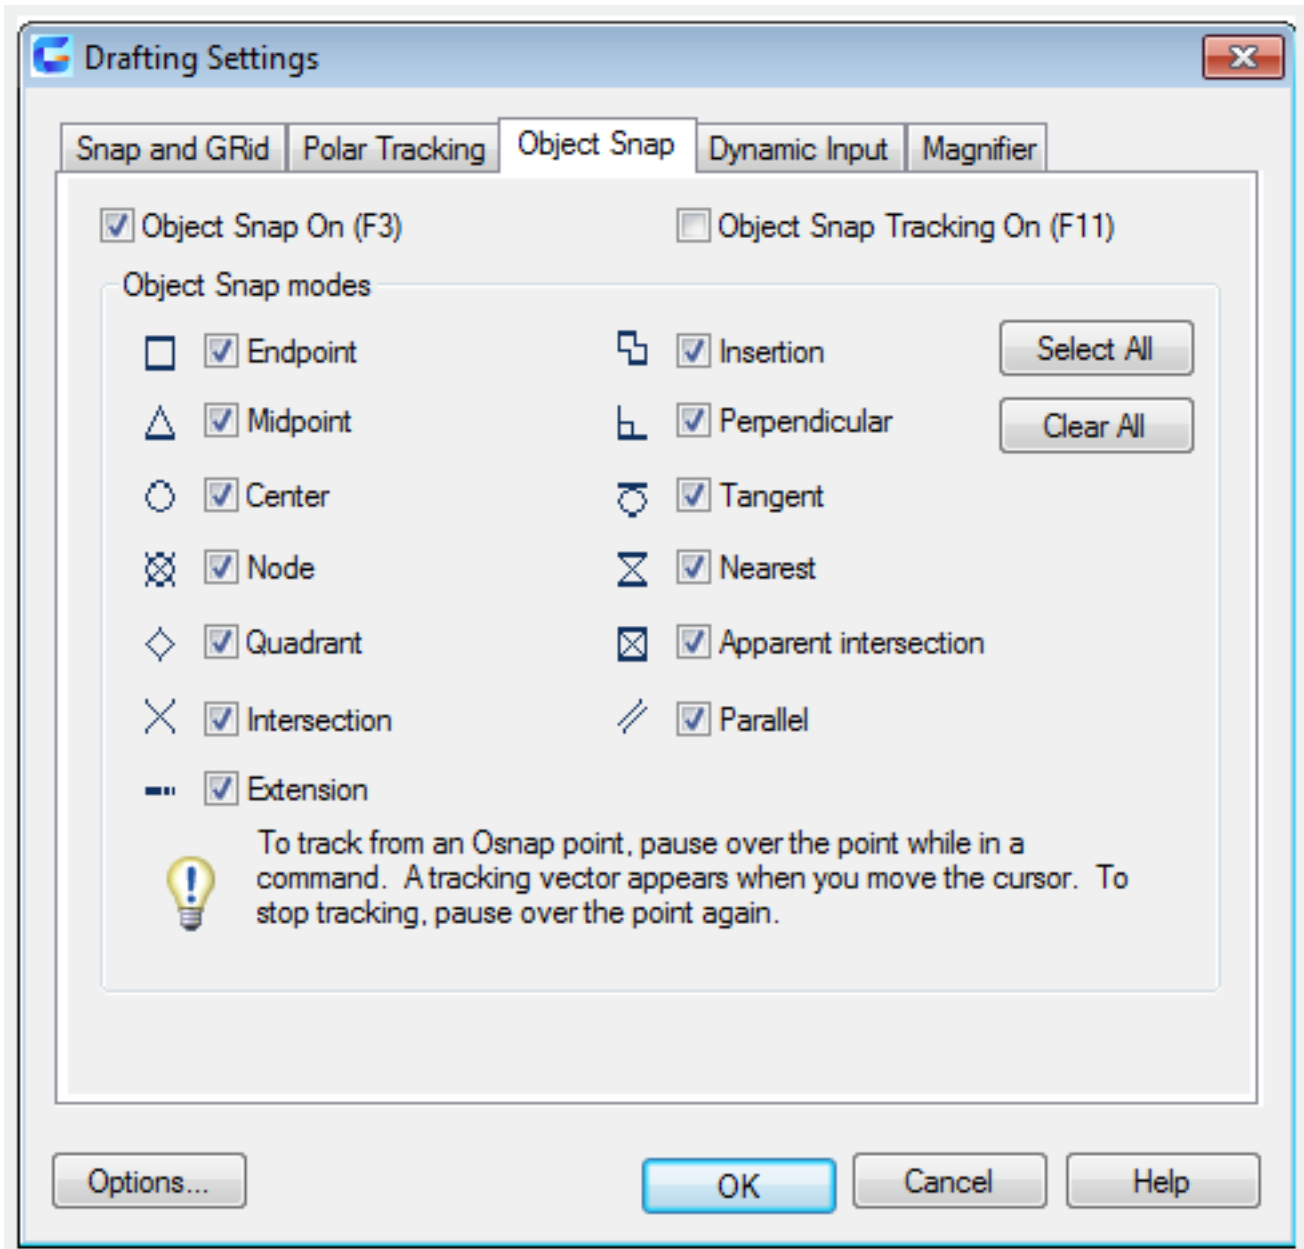 Drafting Settings
Snap and GRid Polar Tracking Object Snap Dynamic Input Magnifier
Object Snap On (F3) Object Snap Tracking On (F11)
Object Snap modes
Endpoint Insertion Select All
Midpoint Perpendicular Clear All
Center Tangent
Node Nearest
Quadrant Apparent intersection
Intersection Parallel
Extension
To track from an Osnap point, pause over the point while in a
command. A tracking vector appears when you move the cursor. To
stop tracking, pause over the point again.
Options... OK Cancel Help